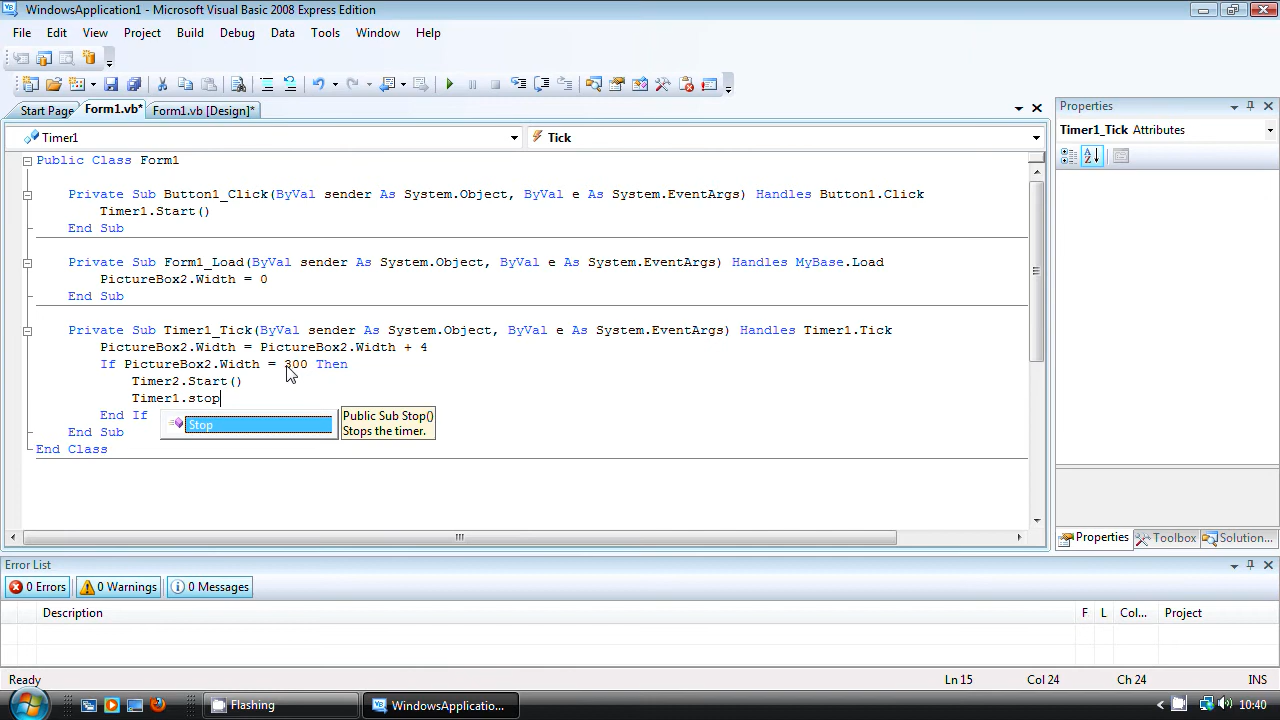 WindowsApplication1 - Microsoft Visual Basic 2008 Express Edition
File Edit View Project Build Debug Data Tools Window Help
Start Page Form1.vb* Form1.vb [Design]*
Timer1 Tick
Public Class Form1
Private Sub Button1_Click(ByVal sender As System.Object, ByVal e As System.EventArgs) Handles Button1.Click
Timer1.Start()
End Sub
Private Sub Form1_Load(ByVal sender As System.Object, ByVal e As System.EventArgs) Handles MyBase.Load
PictureBox2.Width = 0
End Sub
Private Sub Timer1_Tick(ByVal sender As System.Object, ByVal e As System.EventArgs) Handles Timer1.Tick
PictureBox2.Width = PictureBox2.Width + 4
If PictureBox2.Width = 300 Then
Timer2.Start()
Timer1.stop
End If
End Sub
End Class
Stop
Public Sub Stop()
Stops the timer.
Properties
Timer1_Tick Attributes
Properties Toolbox Solution...
Error List
0 Errors 0 Warnings 0 Messages
Description F L Col... Project
Ready Ln 15 Col 24 Ch 24 INS
Flashing WindowsApplicatio... 10:40